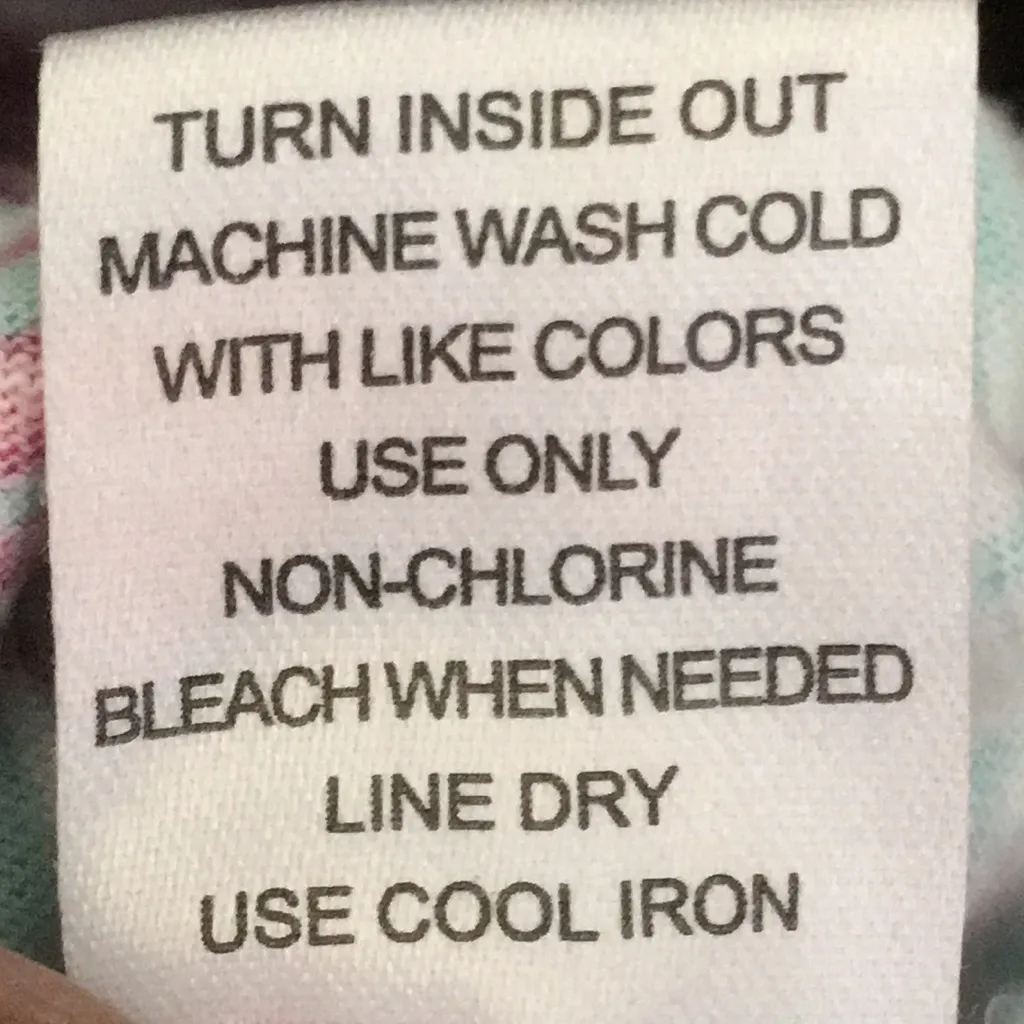 TURN INSIDE OUT
MACHINE WASH COLD
WITH LIKE COLORS
USE ONLY
NON-CHLORINE
BLEACH WHEN NEEDED
LINE DRY
USE COOL IRON